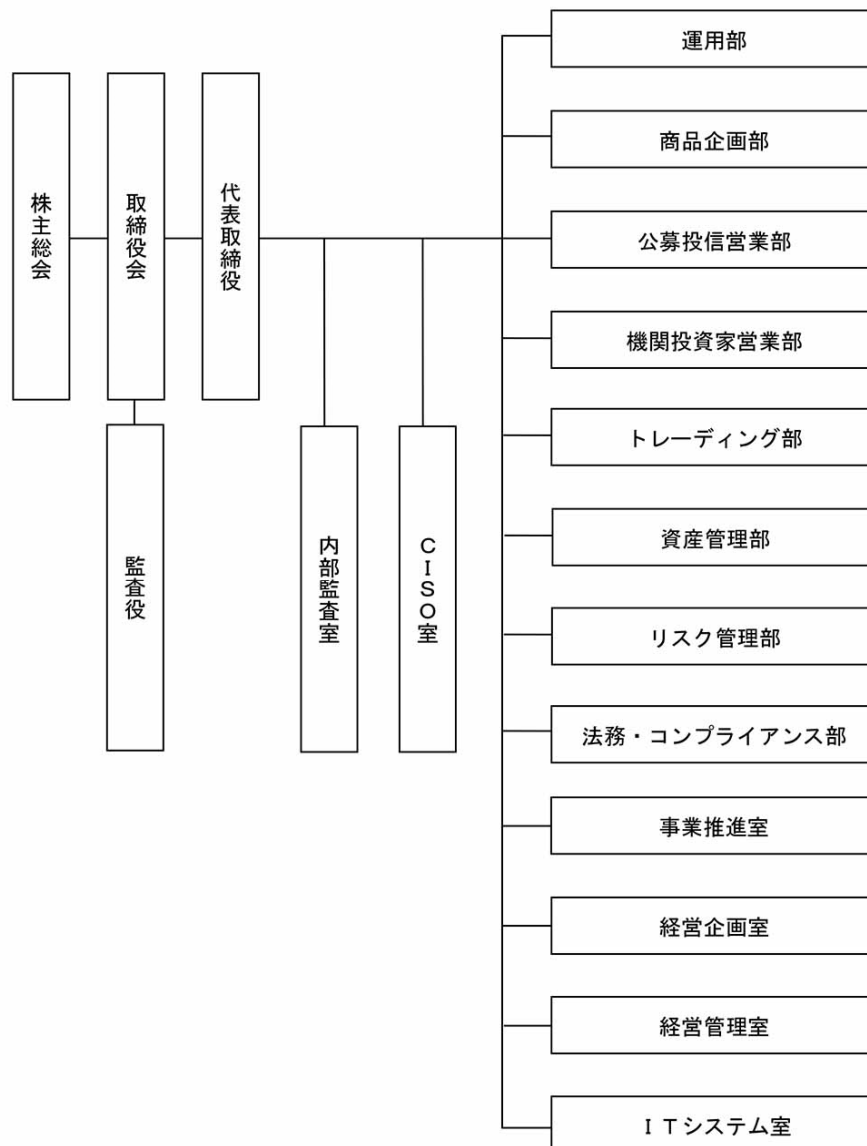 株主総会
取締役会
代表取締役
監査役
内部監査室
ＣＩＳＯ室
運用部
商品企画部
公募投信営業部
機関投資家営業部
トレーディング部
資産管理部
リスク管理部
法務・コンプライアンス部
事業推進室
経営企画室
経営管理室
ＩＴシステム室